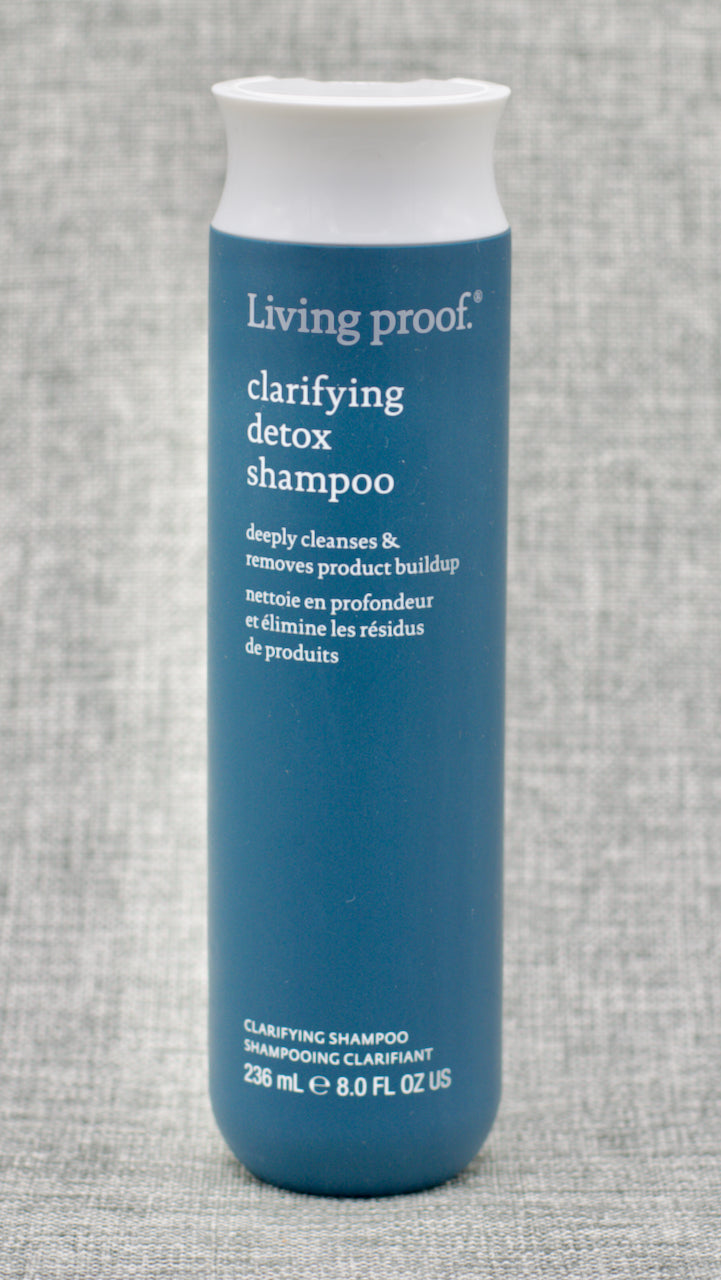 Living proof.®
clarifying
detox
shampoo
deeply cleanses &
removes product buildup
nettoie en profondeur
et élimine les résidus
de produits
CLARIFYING SHAMPOO
SHAMPOOING CLARIFIANT
236 mL ℮ 8.0 FL OZ US